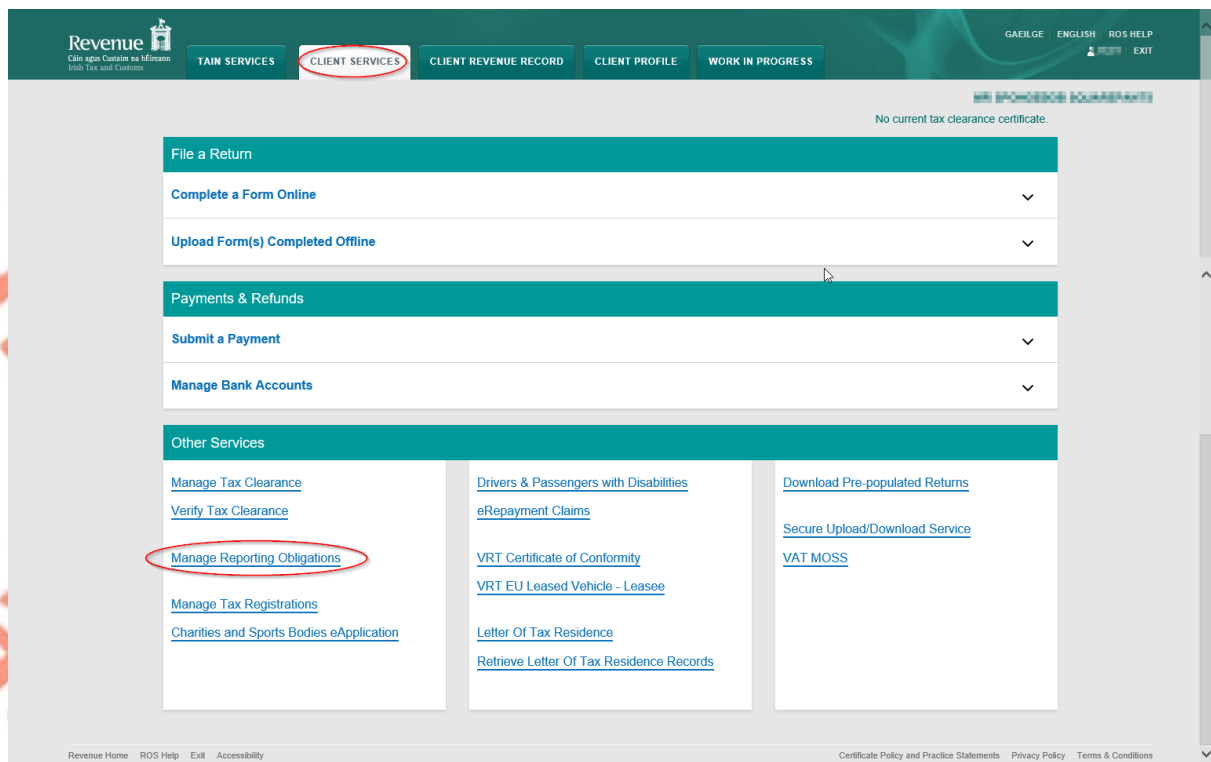 Revenue
Cáin agus Custaim na hÉireann
Irish Tax and Customs
TAIN SERVICES
CLIENT SERVICES
CLIENT REVENUE RECORD
CLIENT PROFILE
WORK IN PROGRESS
GAEILGE ENGLISH ROS HELP
EXIT
No current tax clearance certificate.
File a Return
Complete a Form Online
Upload Form(s) Completed Offline
Payments & Refunds
Submit a Payment
Manage Bank Accounts
Other Services
Manage Tax Clearance
Verify Tax Clearance
Manage Reporting Obligations
Manage Tax Registrations
Charities and Sports Bodies eApplication
Drivers & Passengers with Disabilities
eRepayment Claims
VRT Certificate of Conformity
VRT EU Leased Vehicle - Leasee
Letter Of Tax Residence
Retrieve Letter Of Tax Residence Records
Download Pre-populated Returns
Secure Upload/Download Service
VAT MOSS
Revenue Home ROS Help Exit Accessibility
Certificate Policy and Practice Statements Privacy Policy Terms & Conditions